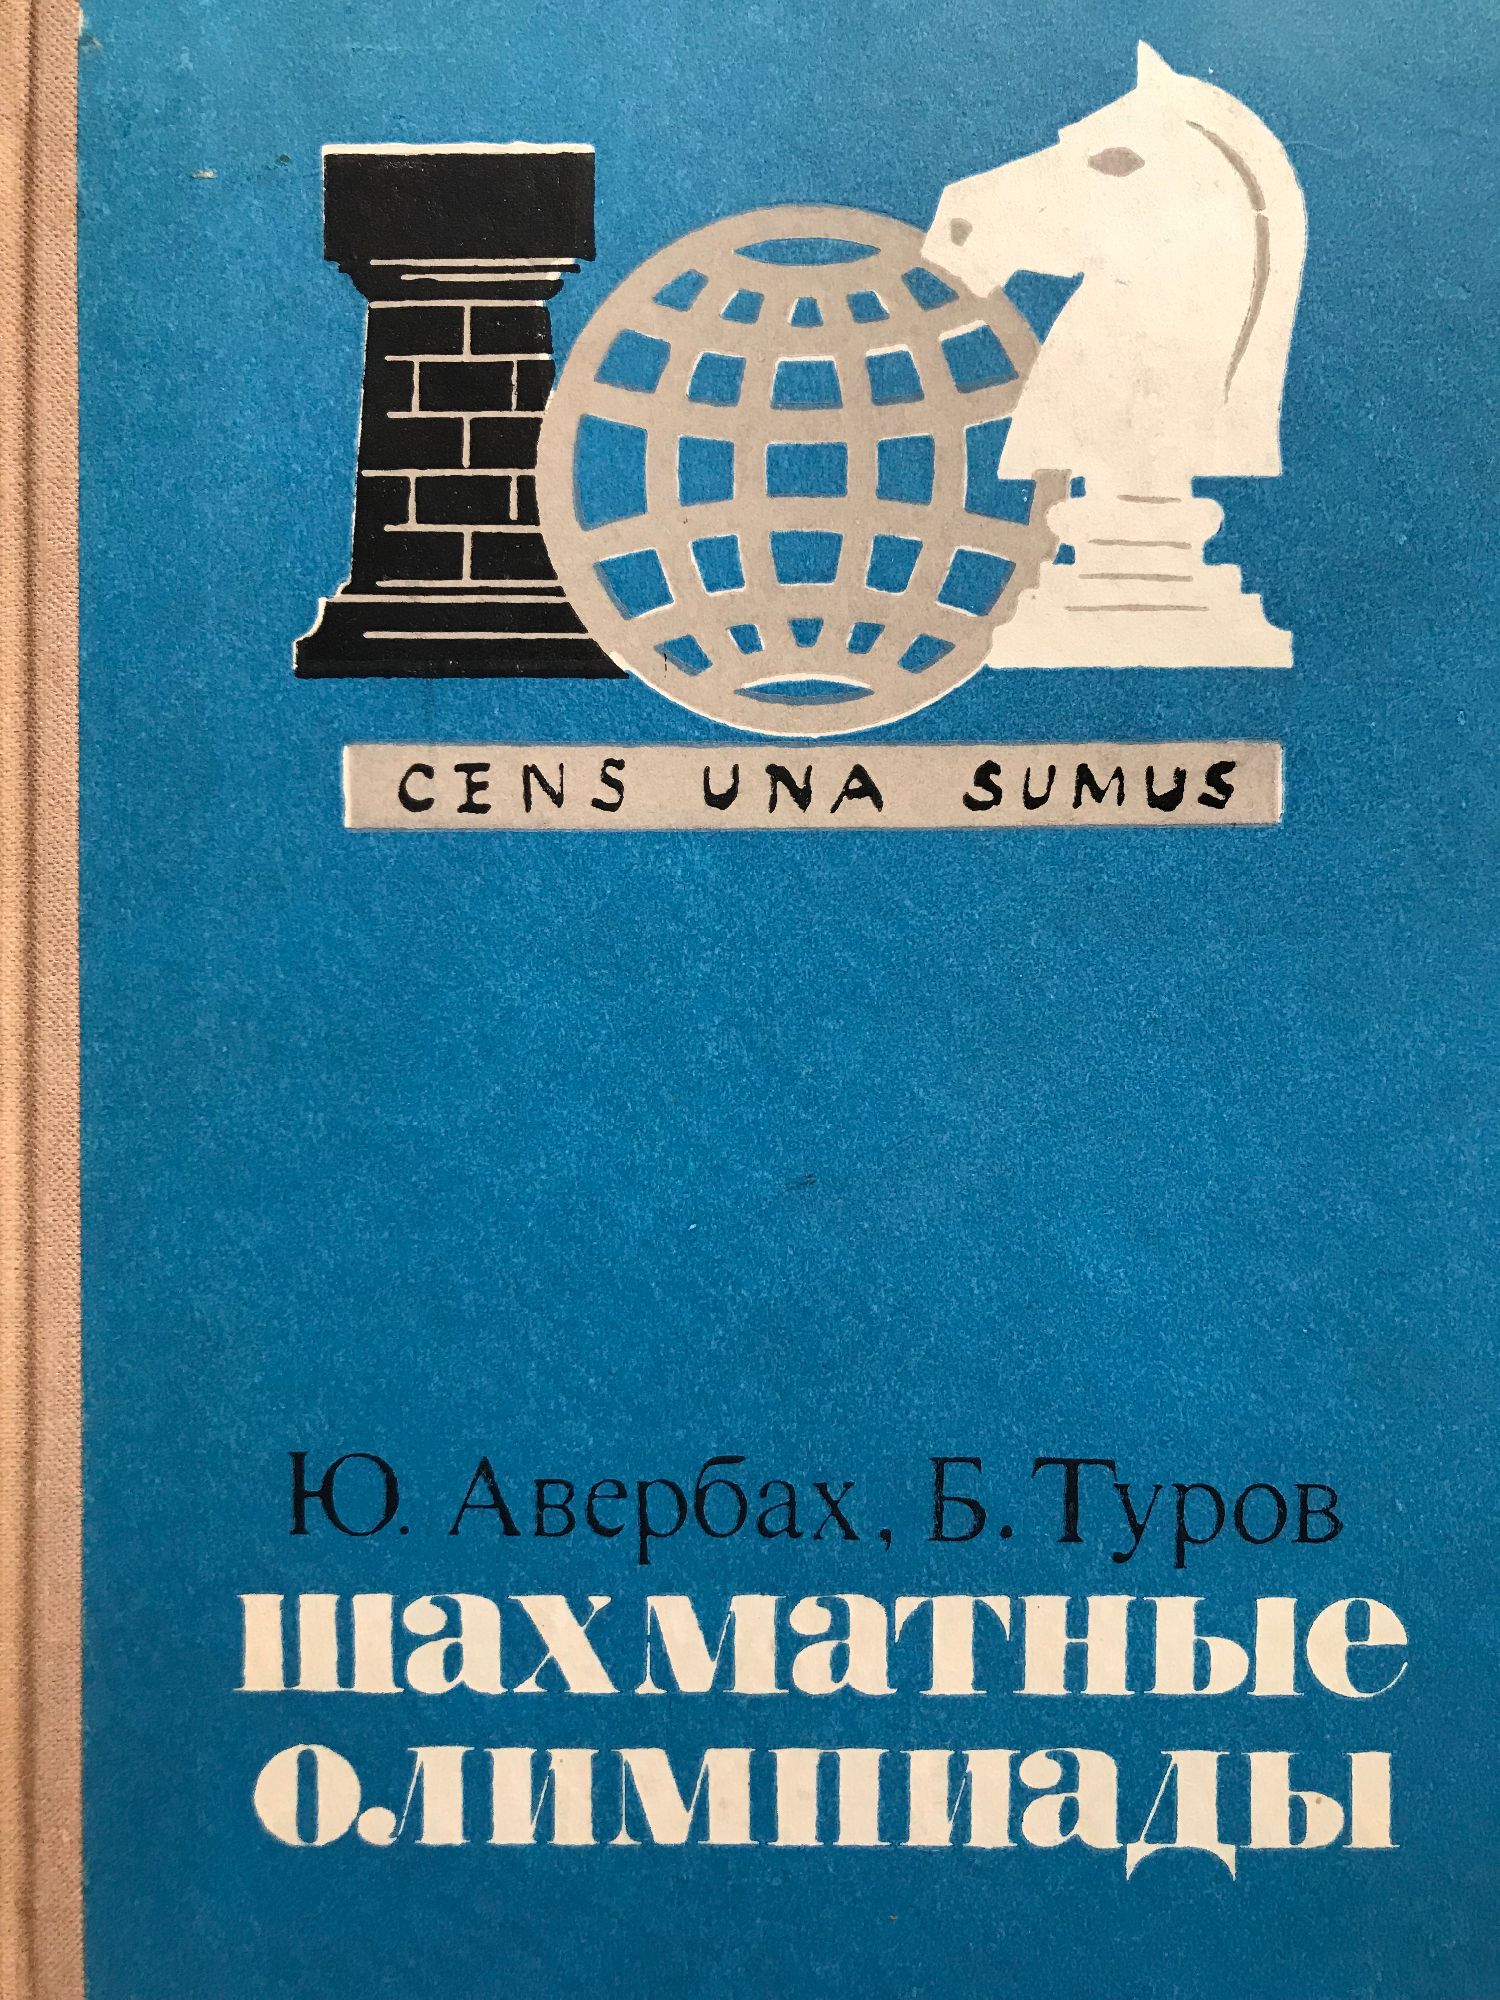 CENS UNA SUMUS
Ю. Авербах, Б. Туров
шахматные
олимпиады